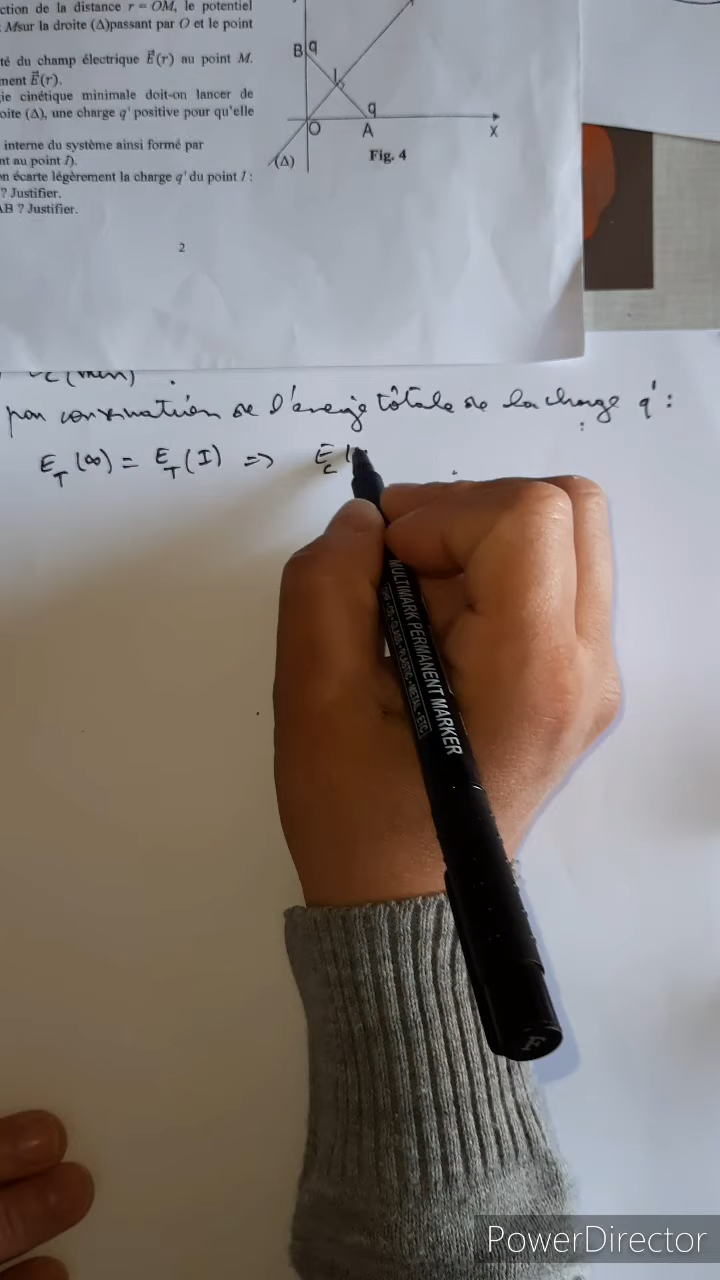 ction de la distance r = OM, le potentiel
Msur la droite (Δ)passant par O et le point
té du champ électrique E⃗(r) au point M.
ment E⃗(r).
ie cinétique minimale doit-on lancer de
oite (Δ), une charge q' positive pour qu'elle
interne du système ainsi formé par
nt au point I).
n écarte légèrement la charge q' du point I :
? Justifier.
AB ? Justifier.
B q
I
q
O A X
(Δ)
Fig. 4
2
c(min) .
par conservation de l'énergie tôtale de la charge q' :
E_T (∞) = E_T (I) => E_c (
MULTIMARK PERMANENT MARKER
F
PowerDirector